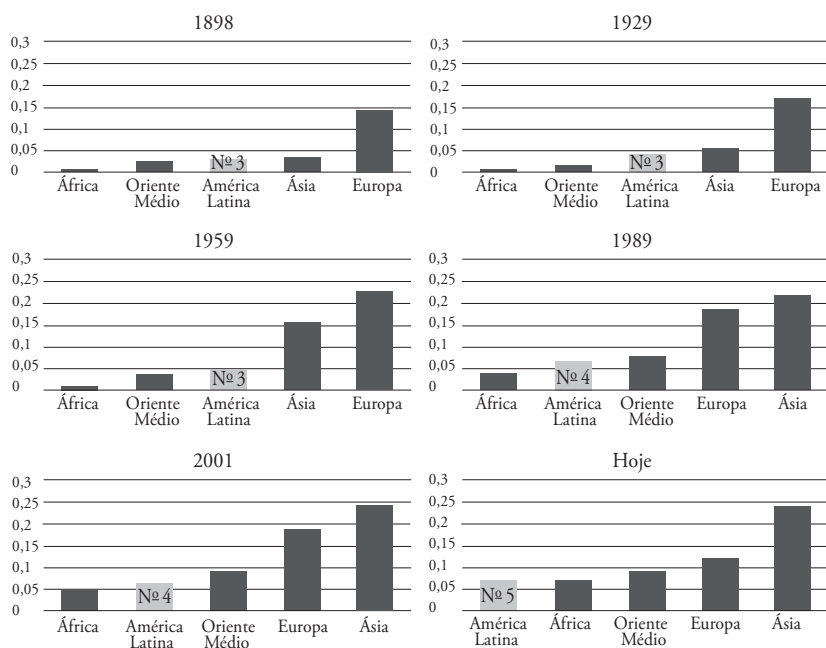 1898
0,3
0,25
0,2
0,15
0,1
0,05
0
Nº 3
África
Oriente
Médio
América
Latina
Ásia
Europa
1929
0,3
0,25
0,2
0,15
0,1
0,05
0
Nº 3
África
Oriente
Médio
América
Latina
Ásia
Europa
1959
0,3
0,25
0,2
0,15
0,1
0,05
0
Nº 3
África
Oriente
Médio
América
Latina
Ásia
Europa
1989
0,3
0,25
0,2
0,15
0,1
0,05
0
Nº 4
África
América
Latina
Oriente
Médio
Europa
Ásia
2001
0,3
0,25
0,2
0,15
0,1
0,05
0
Nº 4
África
América
Latina
Oriente
Médio
Europa
Ásia
Hoje
0,3
0,25
0,2
0,15
0,1
0,05
0
Nº 5
América
Latina
África
Oriente
Médio
Europa
Ásia